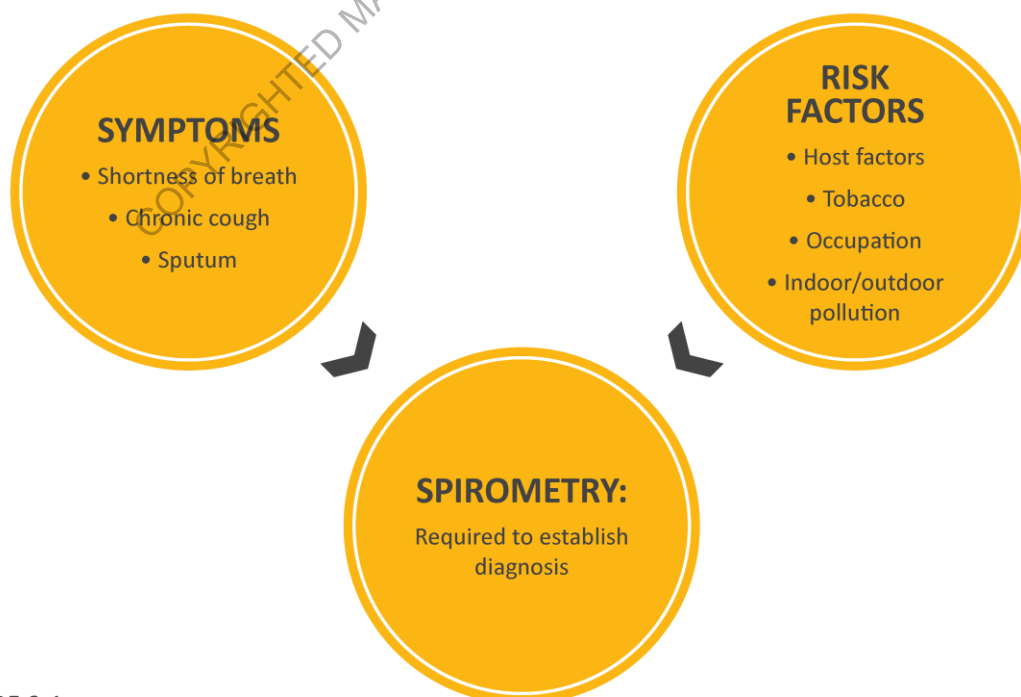 SYMPTOMS
• Shortness of breath
• Chronic cough
• Sputum
RISK
FACTORS
• Host factors
• Tobacco
• Occupation
• Indoor/outdoor
pollution
SPIROMETRY:
Required to establish
diagnosis
COPYRIGHTED